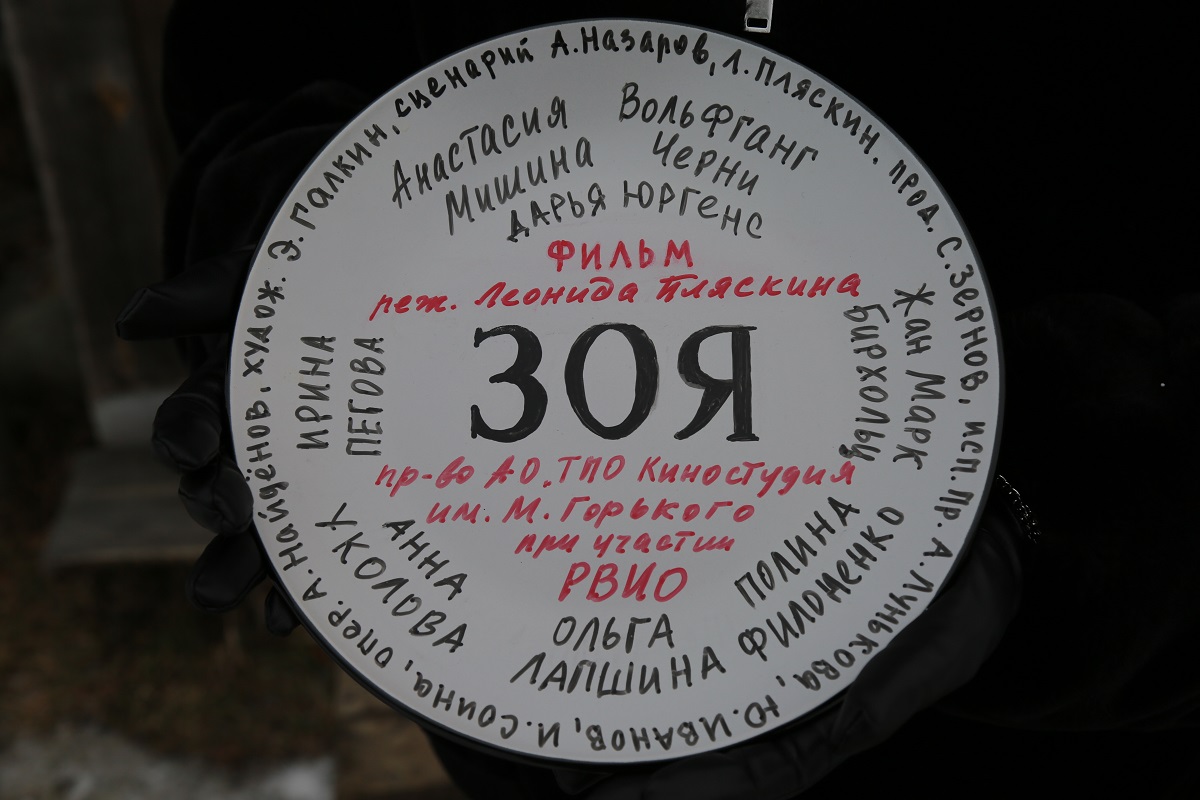 худож. Э. Галкин, сценарий А. Назаров, Л. Пляскин. прод. С. Зернов, исп. пр. А. Лунькова, Ю. Иванов, И. Соина, опер. А. Найдёнов,
Анастасия
Мишина
Вольфганг
Черни
Дарья Юргенс
ФИЛЬМ
реж. Леонида Пляскина
ЗОЯ
Ирина
Пегова
Жан Марк
Бирхольц
пр-во АО "ТПО Киностудия
им. М. Горького
при участии
РВИО
Анна
Уколова
Полина
Филоненко
Ольга
Лапшина